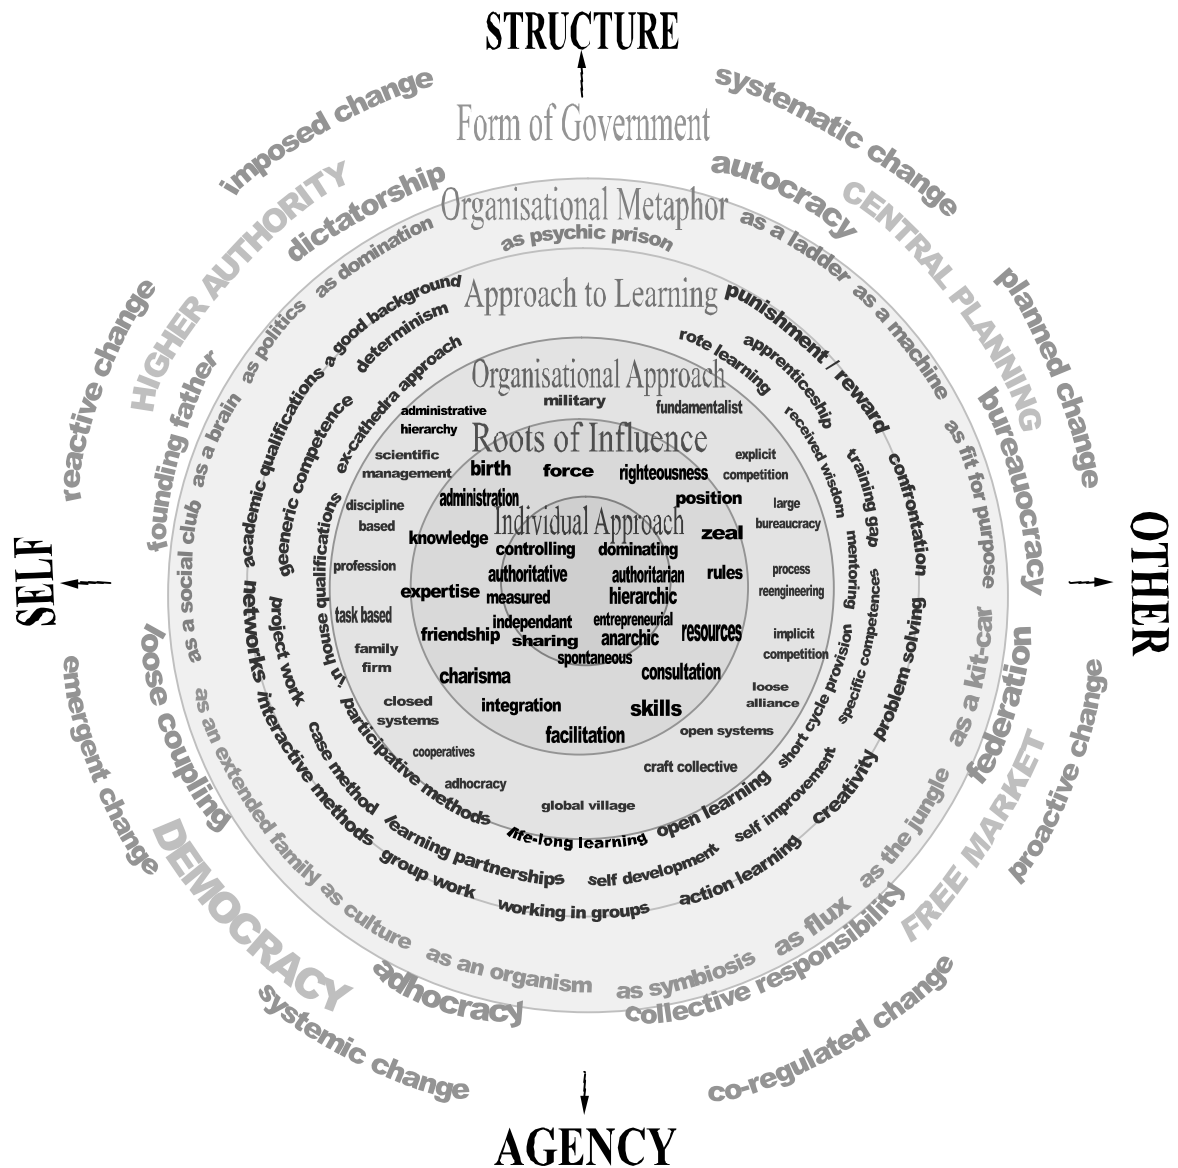 STRUCTURE
Form of Government
imposed change
systematic change
HIGHER AUTHORITY
CENTRAL PLANNING
reactive change
planned change
dictatorship
autocracy
founding father
bureaucracy
Organisational Metaphor
as psychic prison
as domination
as a ladder
as politics
as a machine
as a brain
as fit for purpose
as a social club
Approach to Learning
a good background
punishment / reward
determinism
apprenticeship
ex-cathedra approach
rote learning
academic qualifications
confrontation
geeneric competence
received wisdom
training gap
in house qualifications
mentoring
Organisational Approach
military
administrative
hierarchy
fundamentalist
scientific
management
explicit
competition
discipline
based
large
bureaucracy
profession
process
reengineering
task based
implicit
competition
family
firm
closed
systems
loose
alliance
cooperatives
open systems
adhocracy
craft collective
global village
Roots of Influence
birth
force
righteousness
administration
position
knowledge
zeal
expertise
rules
friendship
resources
charisma
consultation
integration
skills
facilitation
Individual Approach
controlling
dominating
authoritative
authoritarian
measured
hierarchic
independant
entrepreneurial
sharing
anarchic
spontaneous
SELF
OTHER
networks
project work
specific competences
short cycle provision
problem solving
interactive methods
case method
participative methods
creativity
self improvement
open learning
life-long learning
learning partnerships
self development
group work
working in groups
action learning
as an extended family
as a kit-car
as culture
as the jungle
as an organism
as symbiosis
as flux
loose coupling
federation
adhocracy
collective responsibility
emergent change
proactive change
DEMOCRACY
FREE MARKET
systemic change
co-regulated change
AGENCY